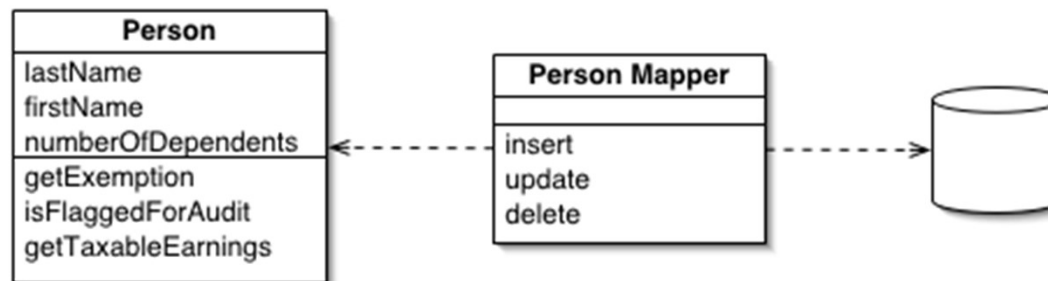 Person
lastName
firstName
numberOfDependents
getExemption
isFlaggedForAudit
getTaxableEarnings
Person Mapper
insert
update
delete